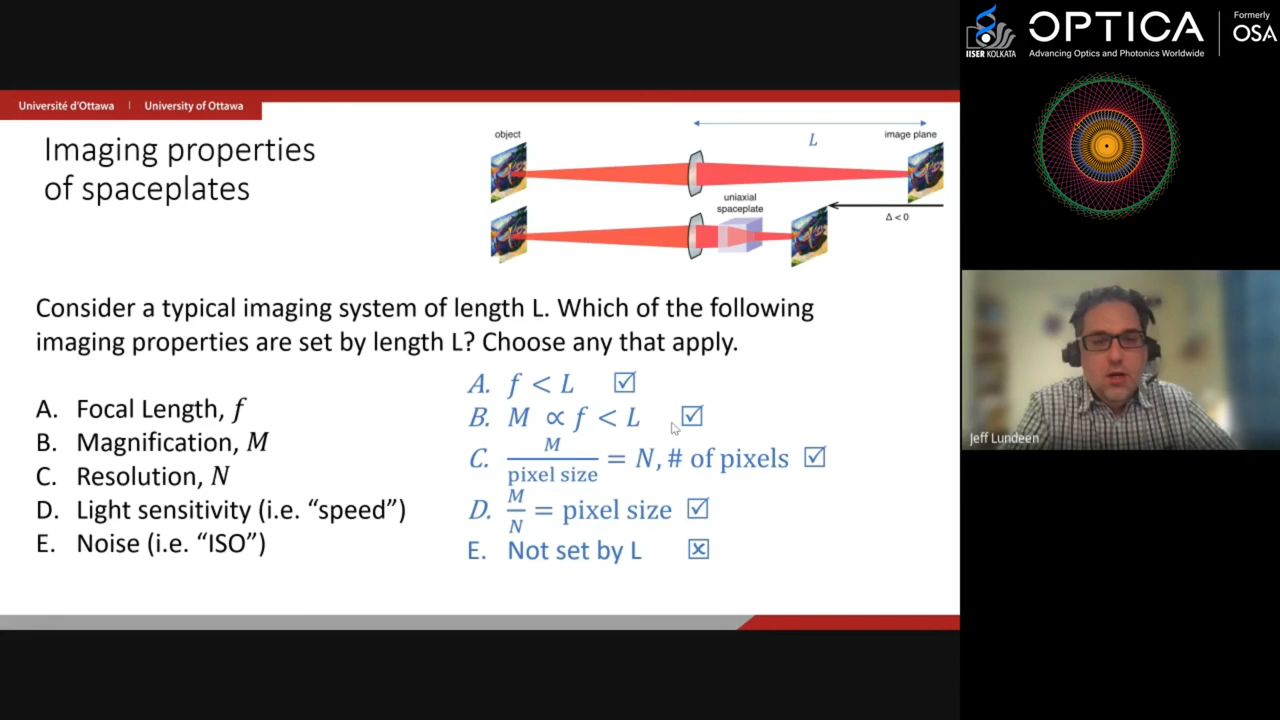 Université d'Ottawa | University of Ottawa
Imaging properties
of spaceplates
object
L
image plane
uniaxial
spaceplate
Δ < 0
Consider a typical imaging system of length L. Which of the following
imaging properties are set by length L? Choose any that apply.
A. Focal Length, f
B. Magnification, M
C. Resolution, N
D. Light sensitivity (i.e. “speed”)
E. Noise (i.e. “ISO”)
A. f < L ☑
B. M ∝ f < L ☑
C. M / pixel size = N, # of pixels ☑
D. M / N = pixel size ☑
E. Not set by L ☒
IISER KOLKATA
OPTICA
Advancing Optics and Photonics Worldwide
Formerly
OSA
Jeff Lundeen